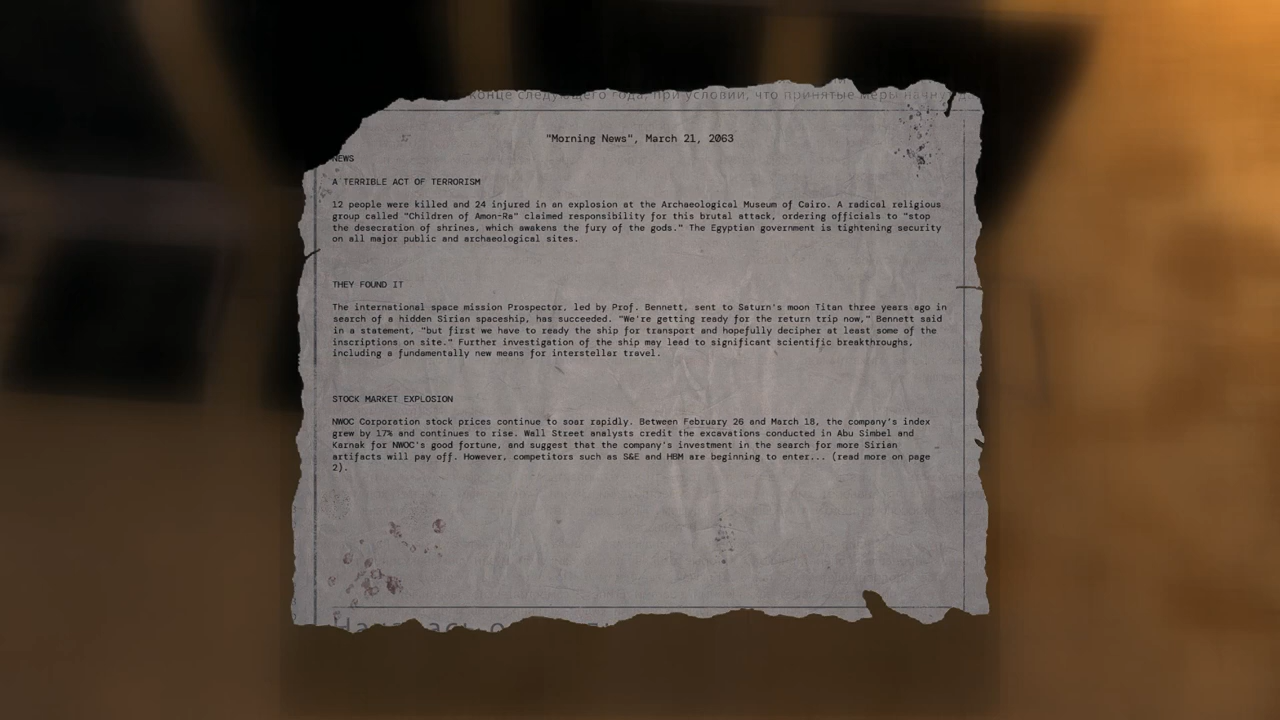 конце следующего года, при условии, что принятые меры начнут
"Morning News", March 21, 2063
NEWS
A TERRIBLE ACT OF TERRORISM
12 people were killed and 24 injured in an explosion at the Archaeological Museum of Cairo. A radical religious
group called "Children of Amon-Ra" claimed responsibility for this brutal attack, ordering officials to "stop
the desecration of shrines, which awakens the fury of the gods." The Egyptian government is tightening security
on all major public and archaeological sites.
THEY FOUND IT
The international space mission Prospector, led by Prof. Bennett, sent to Saturn's moon Titan three years ago in
search of a hidden Sirian spaceship, has succeeded. "We're getting ready for the return trip now," Bennett said
in a statement, "but first we have to ready the ship for transport and hopefully decipher at least some of the
inscriptions on site." Further investigation of the ship may lead to significant scientific breakthroughs,
including a fundamentally new means for interstellar travel.
STOCK MARKET EXPLOSION
NWOC Corporation stock prices continue to soar rapidly. Between February 26 and March 18, the company's index
grew by 17% and continues to rise. Wall Street analysts credit the excavations conducted in Abu Simbel and
Karnak for NWOC's good fortune, and suggest that the company's investment in the search for more Sirian
artifacts will pay off. However, competitors such as S&E and HBM are beginning to enter... (read more on page
2).